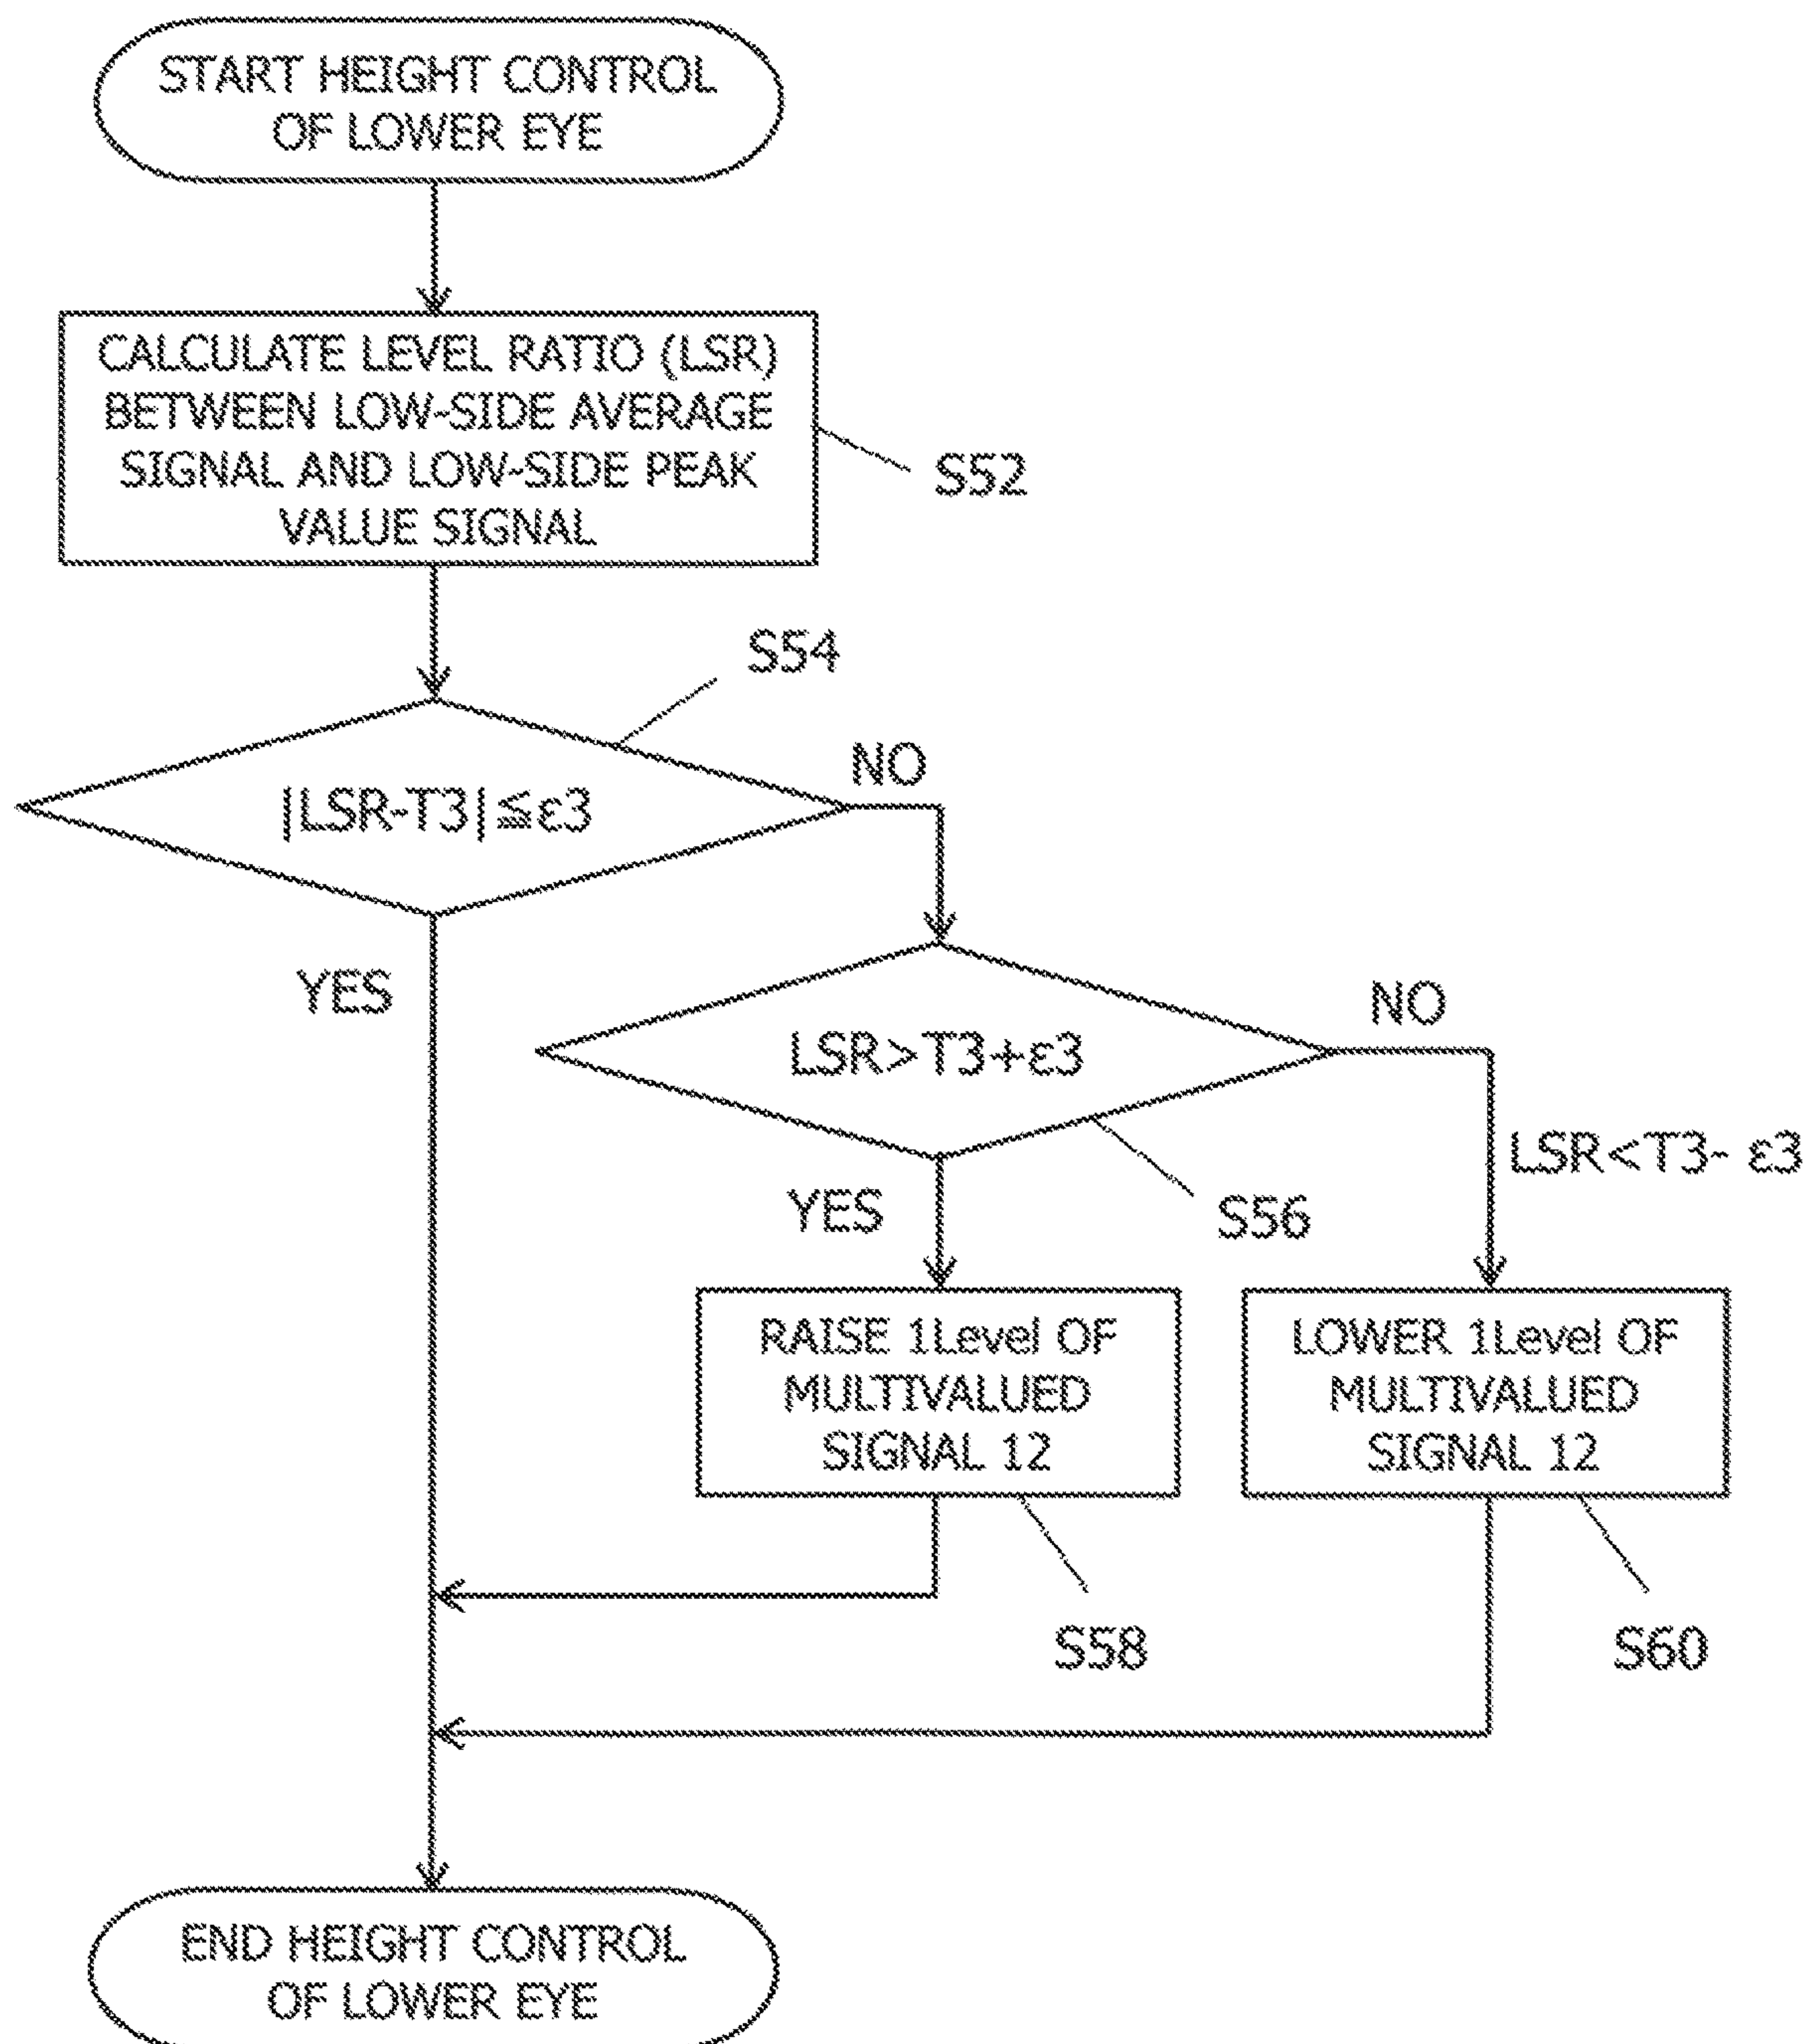 START HEIGHT CONTROL
OF LOWER EYE
CALCULATE LEVEL RATIO (LSR)
BETWEEN LOW-SIDE AVERAGE
SIGNAL AND LOW-SIDE PEAK
VALUE SIGNAL
S52
S54
|LSR-T3|≦ε3
NO
YES
LSR>T3+ε3
NO
LSR<T3- ε3
YES
S56
RAISE 1Level OF
MULTIVALUED
SIGNAL 12
LOWER 1Level OF
MULTIVALUED
SIGNAL 12
S58
S60
END HEIGHT CONTROL
OF LOWER EYE